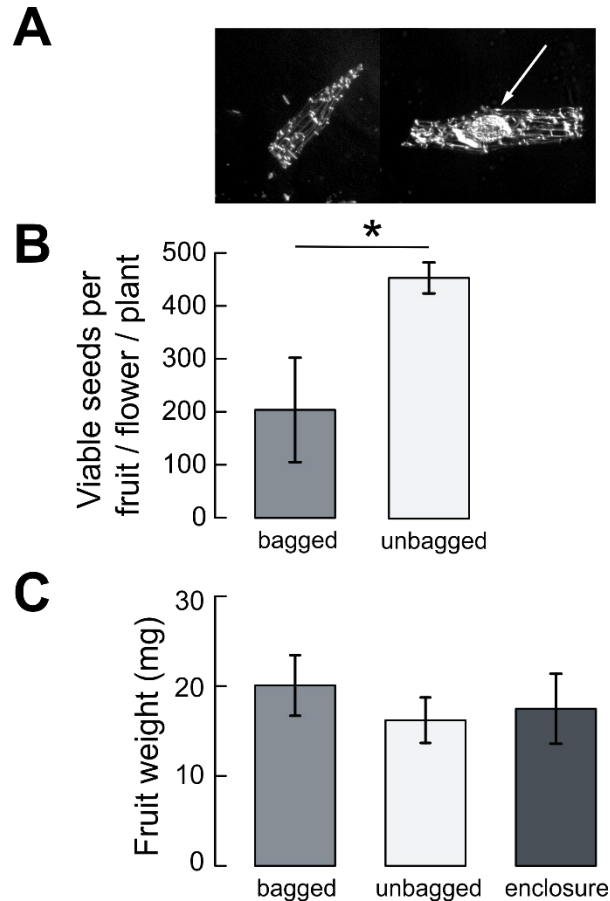 A
B
*
Viable seeds per
fruit / flower / plant
500
400
300
200
100
0
bagged
unbagged
C
Fruit weight (mg)
30
20
10
0
bagged
unbagged
enclosure